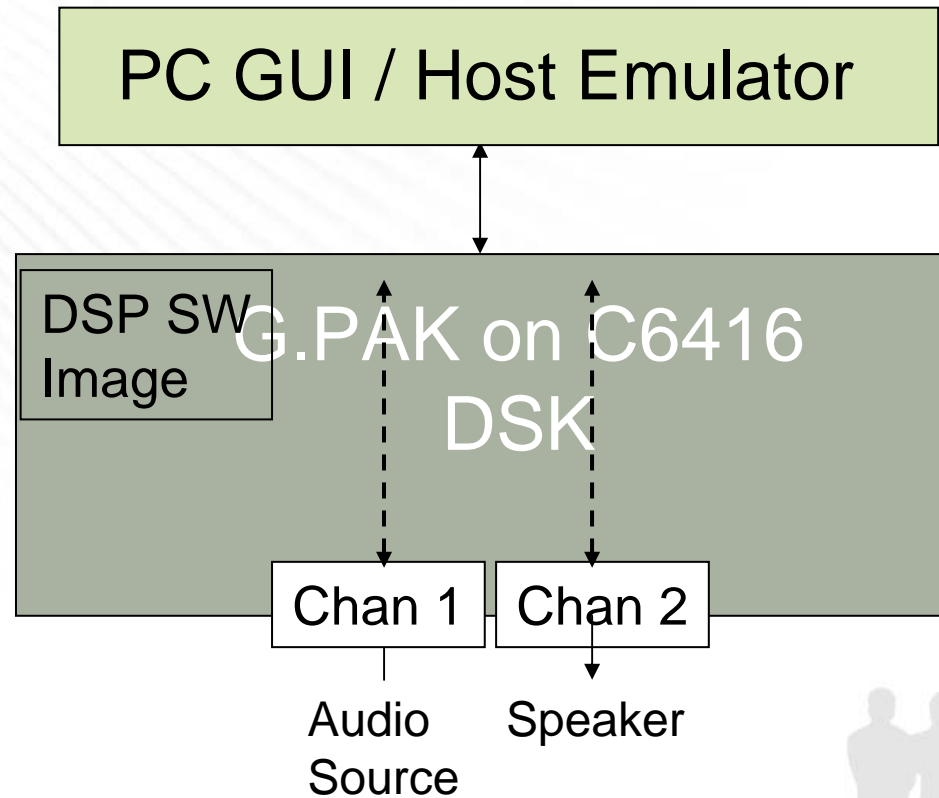 PC GUI / Host Emulator
DSP SW
Image
G.PAK on C6416
DSK
Chan 1
Chan 2
Audio
Source
Speaker